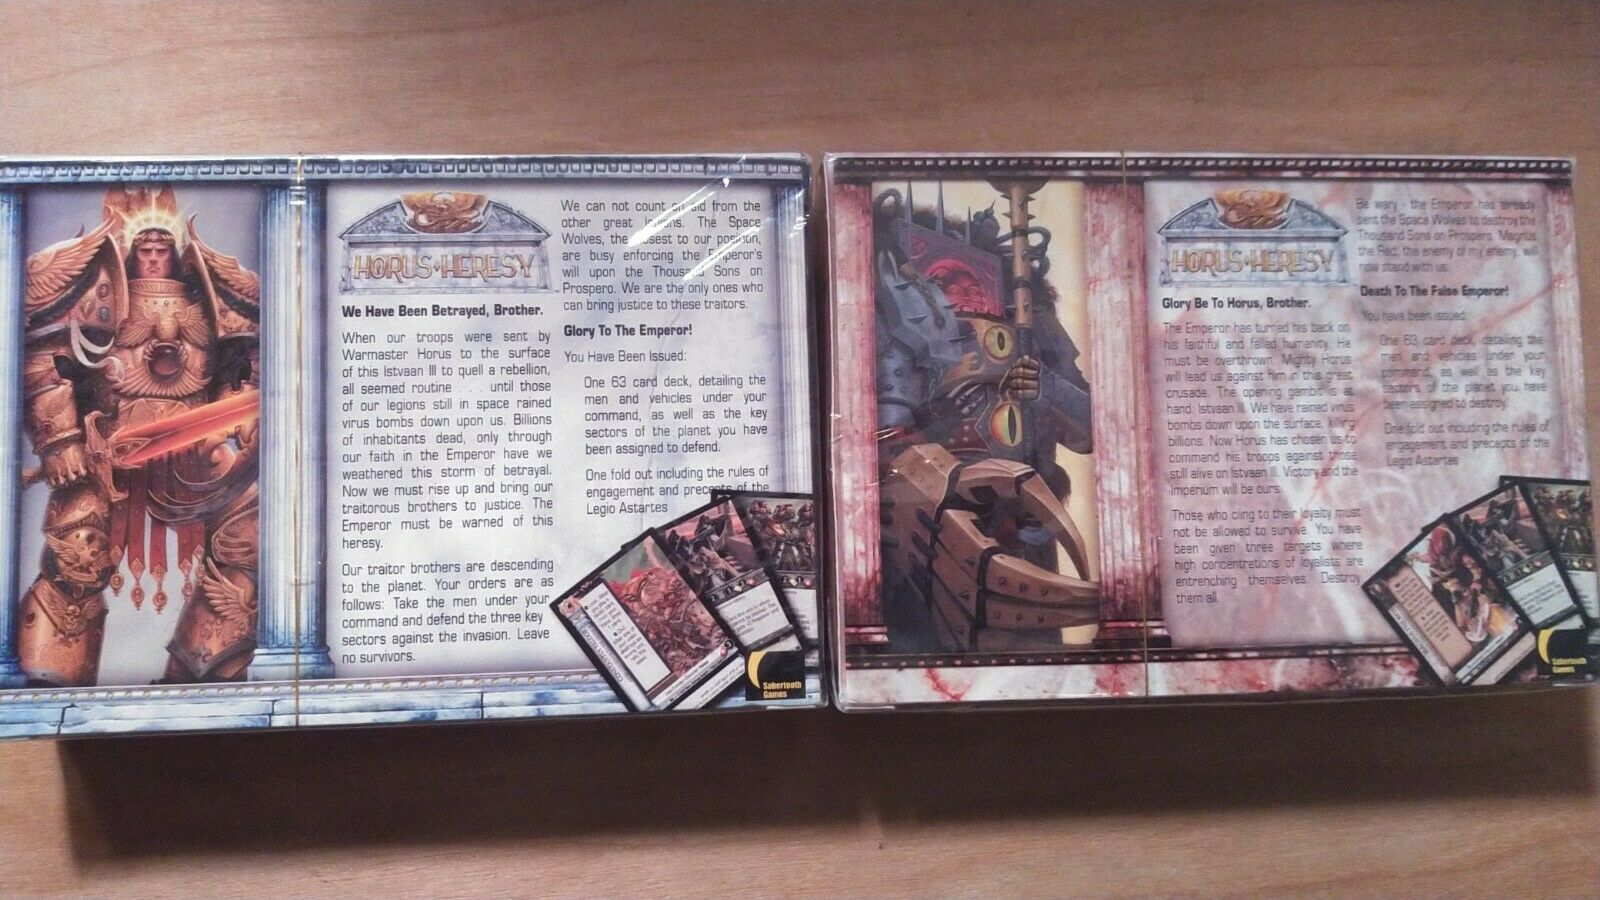 HORUS HERESY
We Have Been Betrayed, Brother.
When our troops were sent by
Warmaster Horus to the surface
of this Istvaan III to quell a rebellion,
all seemed routine . . . until those
of our legions still in space rained
virus bombs down upon us. Billions
of inhabitants dead, only through
our faith in the Emperor have we
weathered this storm of betrayal.
Now we must rise up and bring our
traitorous brothers to justice. The
Emperor must be warned of this
heresy.
Our traitor brothers are descending
to the planet. Your orders are as
follows: Take the men under your
command and defend the three key
sectors against the invasion. Leave
no survivors.
We can not count on aid from the
other great legions. The Space
Wolves, the closest to our position,
are busy enforcing the Emperor's
will upon the Thousand Sons on
Prospero. We are the only ones who
can bring justice to these traitors.
Glory To The Emperor!
You Have Been Issued:
One 63 card deck, detailing the
men and vehicles under your
command, as well as the key
sectors of the planet you have
been assigned to defend.
One fold out including the rules of
engagement and precepts of the
Legio Astartes
Sabertooth
Games
HORUS HERESY
Glory Be To Horus, Brother.
The Emperor has turned his back on
his faithful and failed humanity. He
must be overthrown. Mighty Horus
will lead us against him in this great
crusade. The opening gambit is at
hand: Istvaan III. We have rained virus
bombs down upon the surface, killing
billions. Now Horus has chosen us to
command his troops against those
still alive on Istvaan III. Victory and the
Imperium will be ours.
Those who cling to their loyalty must
not be allowed to survive. You have
been given three targets where
high concentrations of loyalists are
entrenching themselves. Destroy
them all.
Be wary - the Emperor has already
sent the Space Wolves to destroy the
Thousand Sons on Prospero. Magnus
the Red, the enemy of my enemy, will
now stand with us.
Death To The False Emperor!
You have been issued:
One 63 card deck, detailing the
men and vehicles under your
command, as well as the key
sectors of the planet you have
been assigned to destroy.
One fold out including the rules of
engagement and precepts of the
Legio Astartes
Sabertooth
Games